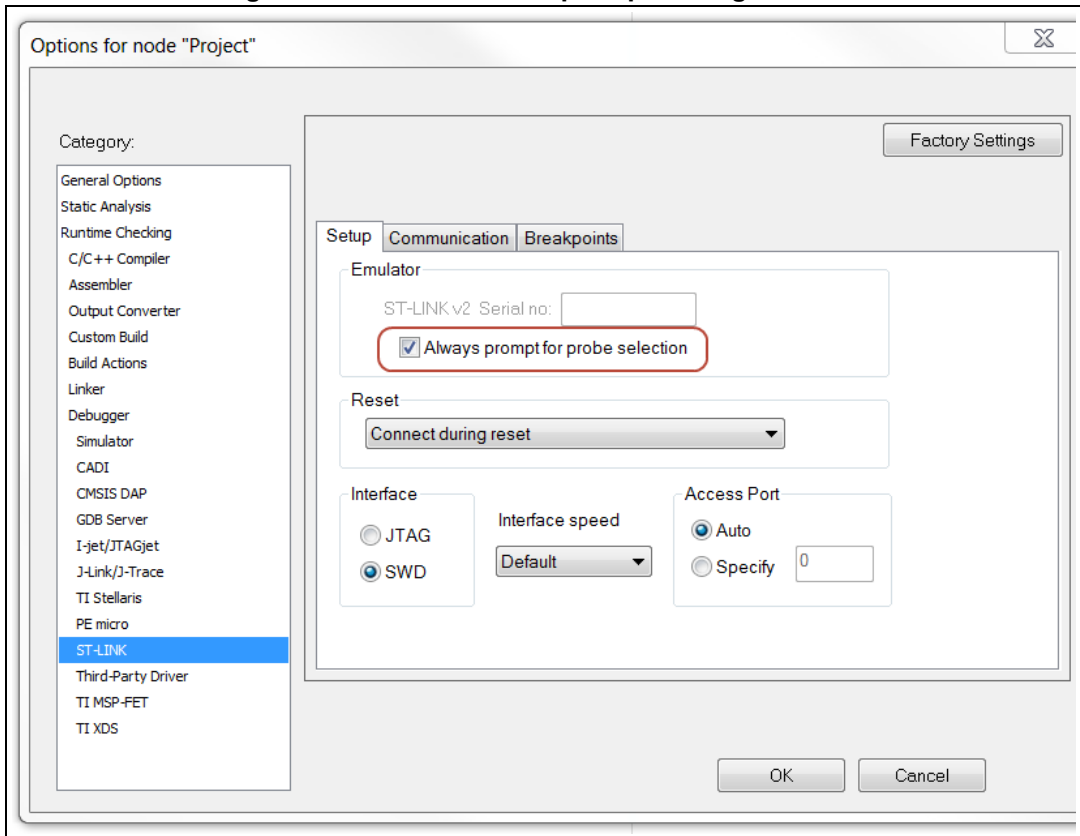 Options for node "Project"
Category:
Factory Settings
General Options
Static Analysis
Runtime Checking
C/C++ Compiler
Assembler
Output Converter
Custom Build
Build Actions
Linker
Debugger
Simulator
CADI
CMSIS DAP
GDB Server
I-jet/JTAGjet
J-Link/J-Trace
TI Stellaris
PE micro
ST-LINK
Third-Party Driver
TI MSP-FET
TI XDS
Setup Communication Breakpoints
Emulator
ST-LINK v2 Serial no:
Always prompt for probe selection
Reset
Connect during reset
Interface
JTAG
SWD
Interface speed
Default
Access Port
Auto
Specify 0
OK Cancel